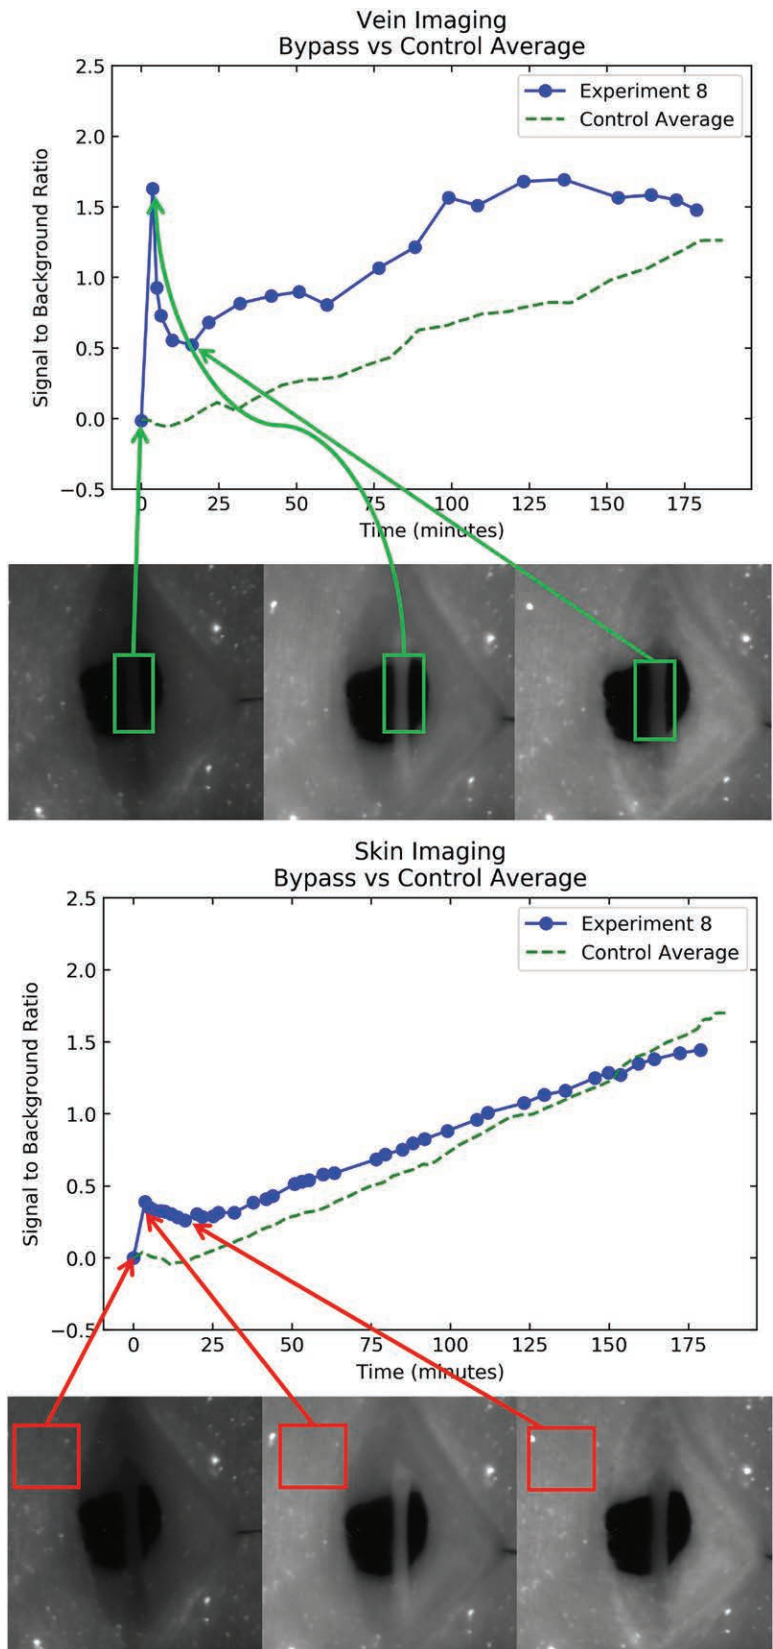 Vein Imaging
Bypass vs Control Average
2.5
2.0
1.5
1.0
0.5
0.0
−0.5
Signal to Background Ratio
Experiment 8
Control Average
0
25
50
75
100
125
150
175
Time (minutes)
Skin Imaging
Bypass vs Control Average
2.5
2.0
1.5
1.0
0.5
0.0
−0.5
Signal to Background Ratio
Experiment 8
Control Average
0
25
50
75
100
125
150
175
Time (minutes)